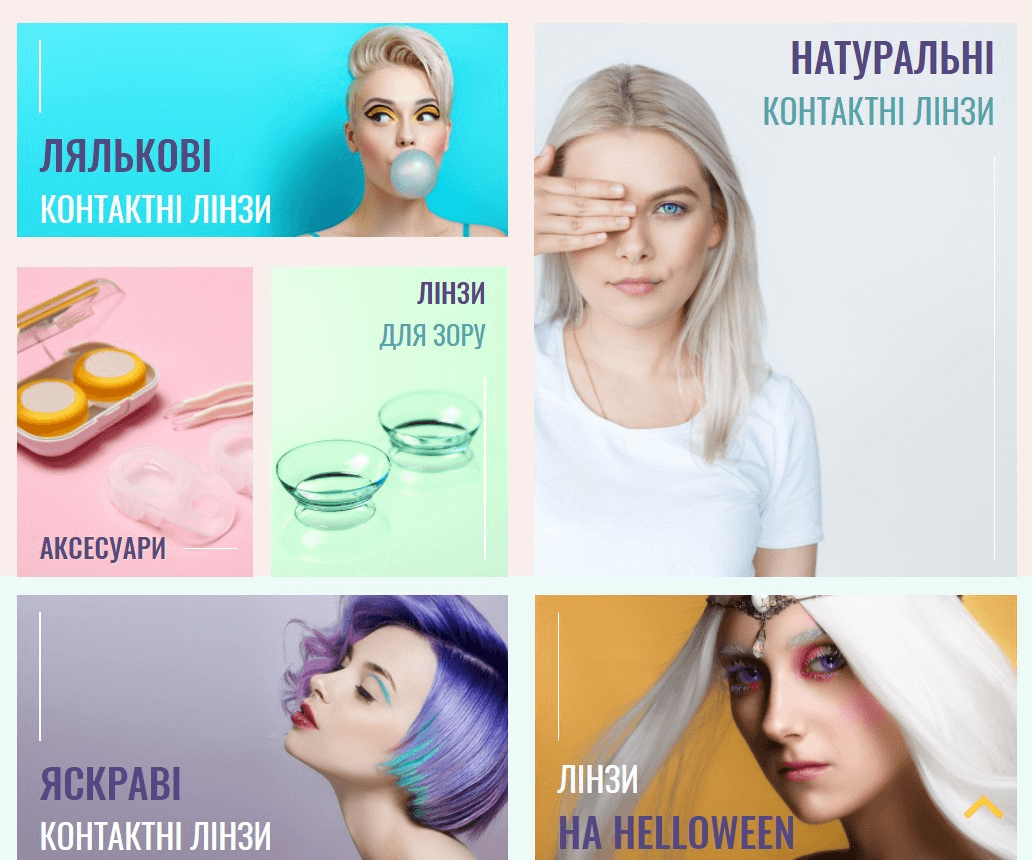 ЛЯЛЬКОВІ
КОНТАКТНІ ЛІНЗИ
НАТУРАЛЬНІ
КОНТАКТНІ ЛІНЗИ
ЛІНЗИ
ДЛЯ ЗОРУ
АКСЕСУАРИ
ЯСКРАВІ
КОНТАКТНІ ЛІНЗИ
ЛІНЗИ
НА HELLOWEEN